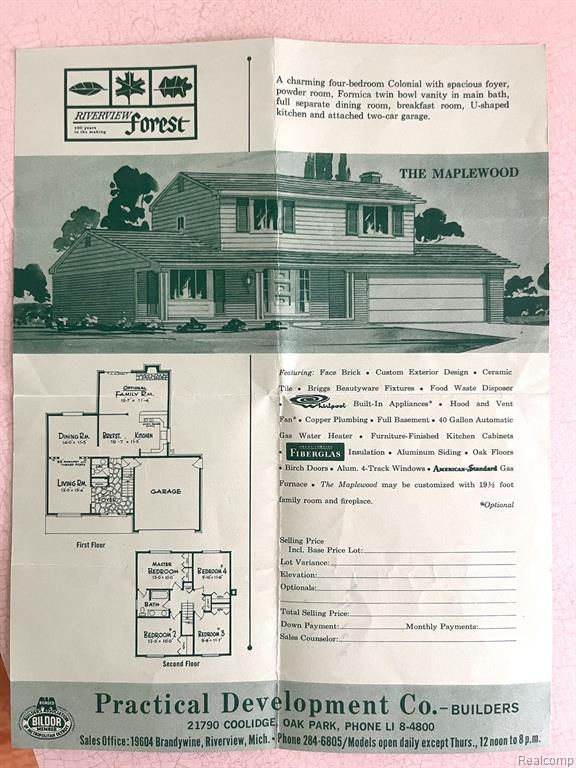 RIVERVIEW
forest
100 years
in the making
A charming four-bedroom Colonial with spacious foyer,
powder room, Formica twin bowl vanity in main bath,
full separate dining room, breakfast room, U-shaped
kitchen and attached two-car garage.
THE MAPLEWOOD
OPTIONAL
FAMILY RM.
DINING RM.
BRKFST.
KITCHEN
LIVING RM.
FOYER
GARAGE
First Floor
MASTER
BEDROOM
BEDROOM 4
BATH
BEDROOM 2
BEDROOM 3
Second Floor
Featuring: Face Brick • Custom Exterior Design • Ceramic
Tile • Briggs Beautyware Fixtures • Food Waste Disposer
• Whirlpool Built-In Appliances* • Hood and Vent
Fan* • Copper Plumbing • Full Basement • 40 Gallon Automatic
Gas Water Heater • Furniture-Finished Kitchen Cabinets
FIBERGLAS Insulation • Aluminum Siding • Oak Floors
• Birch Doors • Alum. 4-Track Windows • AMERICAN-Standard Gas
Furnace • The Maplewood may be customized with 19½ foot
family room and fireplace.
*Optional
Selling Price
Incl. Base Price Lot:
Lot Variance:
Elevation:
Optionals:
Total Selling Price:
Down Payment: Monthly Payments:
Sales Counselor:
BONDED
BILDOR
MEMBER
Practical Development Co.–BUILDERS
21790 COOLIDGE, OAK PARK, PHONE LI 8-4800
Sales Office: 19604 Brandywine, Riverview, Mich. • Phone 284-6805/Models open daily except Thurs., 12 noon to 8 p.m.
Realcomp